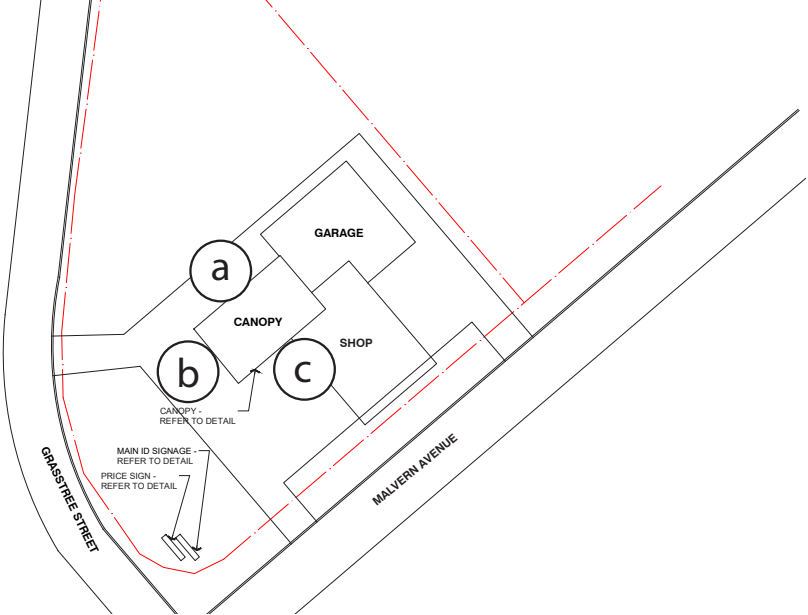 GARAGE
a
CANOPY
SHOP
b
c
CANOPY -
REFER TO DETAIL
MAIN ID SIGNAGE -
REFER TO DETAIL
PRICE SIGN -
REFER TO DETAIL
GRASSTREE STREET
MALVERN AVENUE